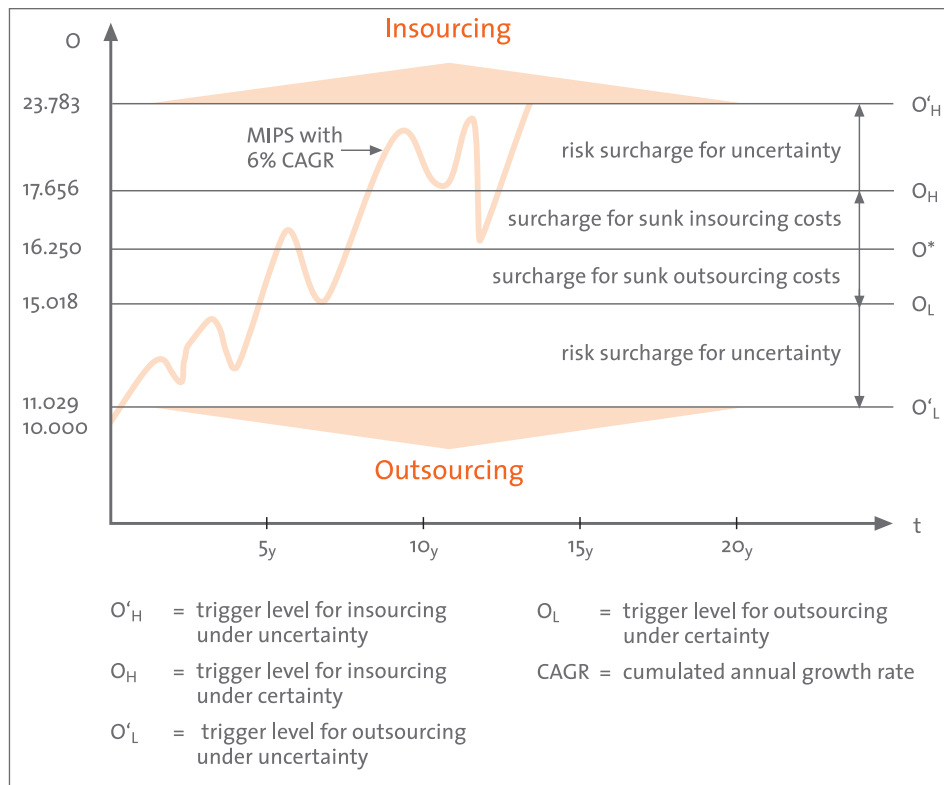 Insourcing
O
23.783
O‘H
MIPS with
6% CAGR
risk surcharge for uncertainty
17.656
OH
surcharge for sunk insourcing costs
16.250
O*
surcharge for sunk outsourcing costs
15.018
OL
risk surcharge for uncertainty
11.029
O‘L
10.000
Outsourcing
t
5y
10y
15y
20y
O‘H = trigger level for insourcing
under uncertainty
OH = trigger level for insourcing
under certainty
O‘L = trigger level for outsourcing
under uncertainty
OL = trigger level for outsourcing
under certainty
CAGR = cumulated annual growth rate